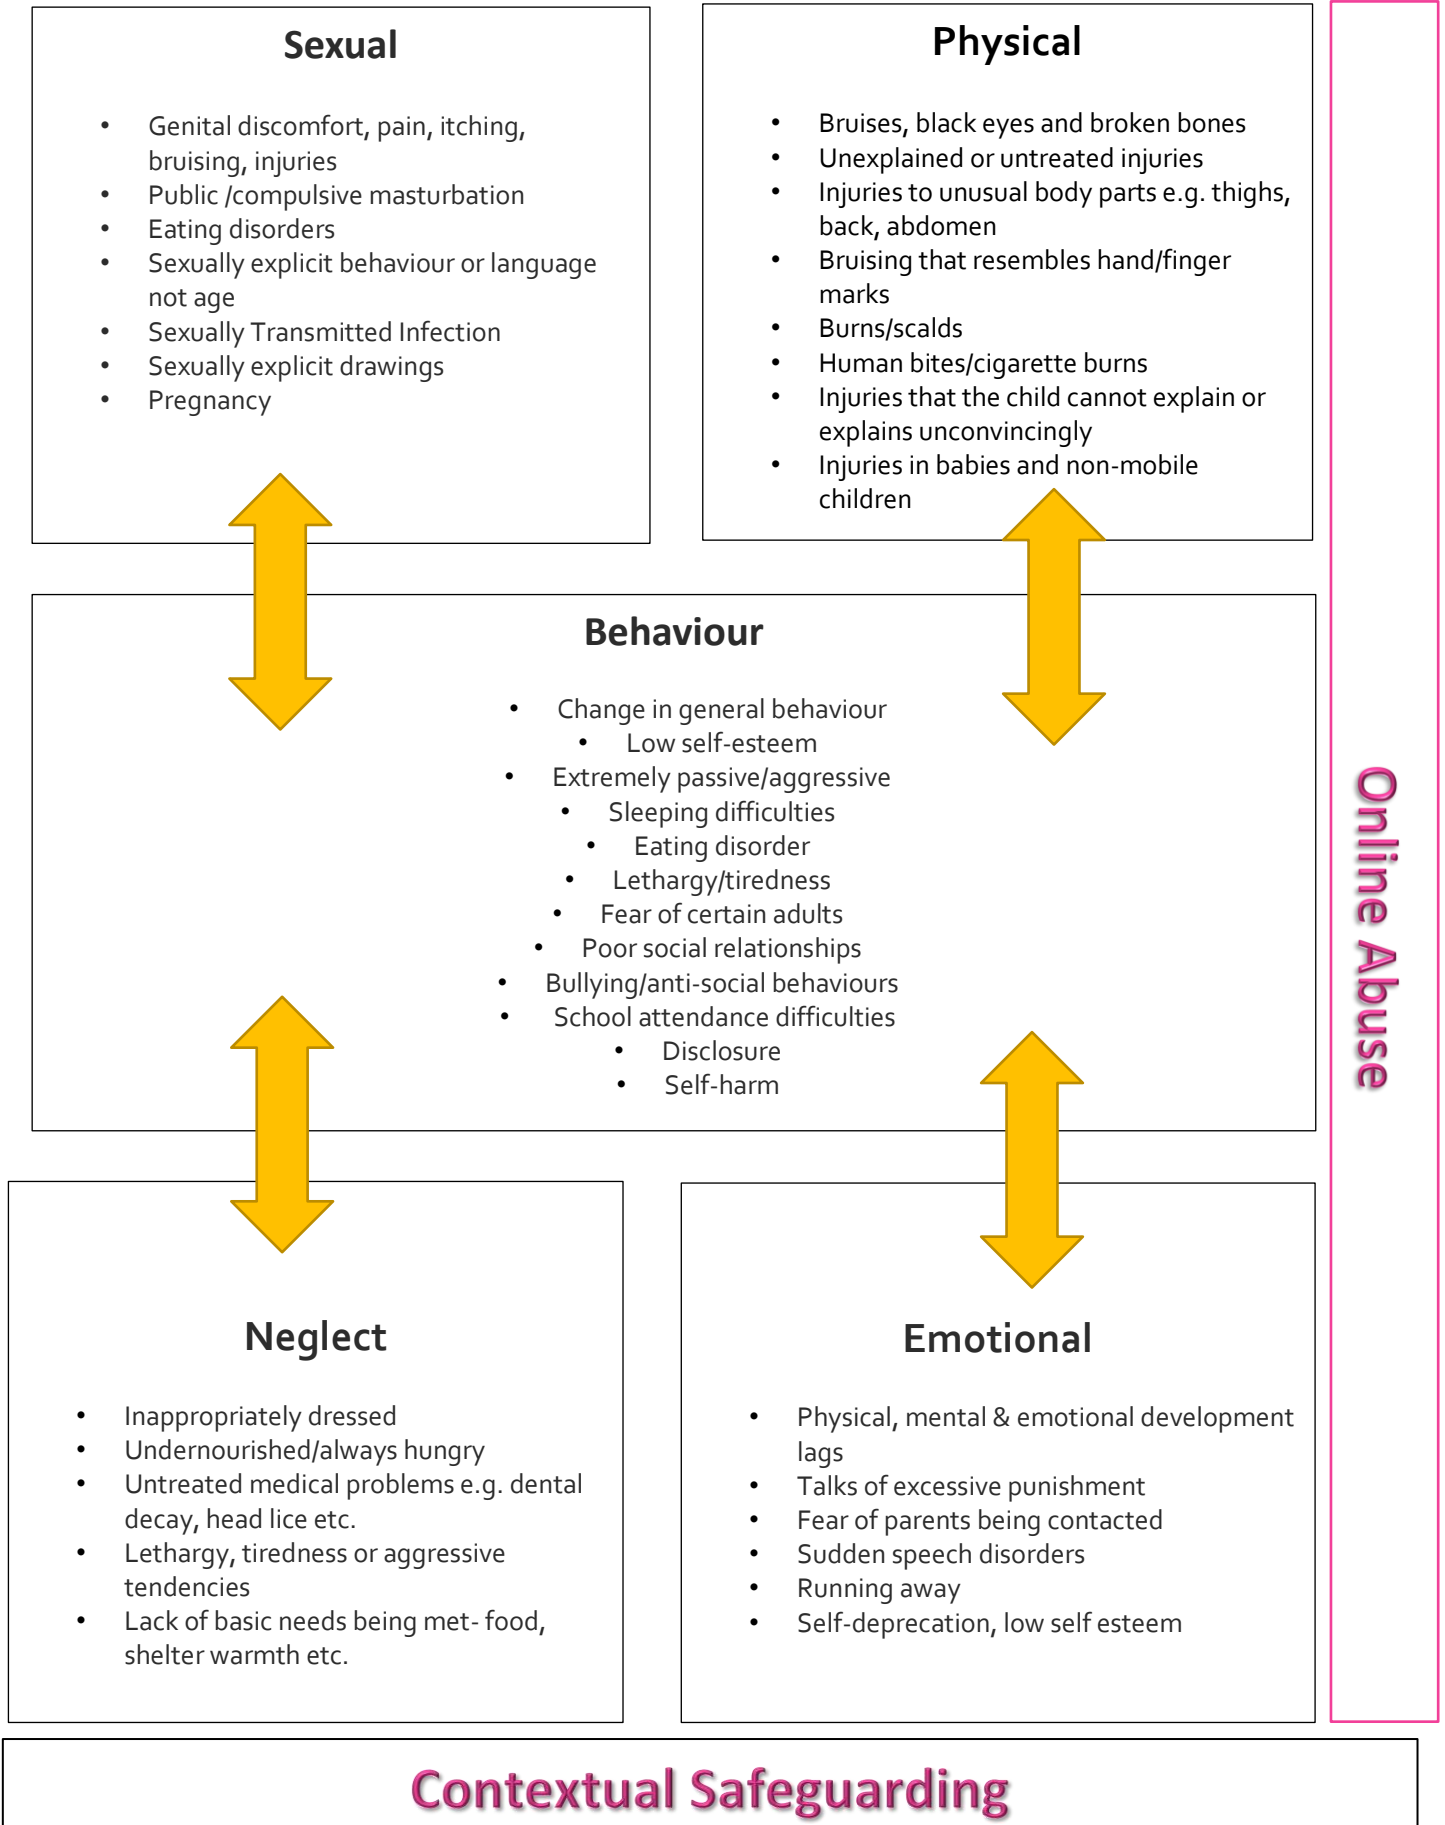 Sexual
• Genital discomfort, pain, itching,
bruising, injuries
• Public /compulsive masturbation
• Eating disorders
• Sexually explicit behaviour or language
not age
• Sexually Transmitted Infection
• Sexually explicit drawings
• Pregnancy
Physical
• Bruises, black eyes and broken bones
• Unexplained or untreated injuries
• Injuries to unusual body parts e.g. thighs,
back, abdomen
• Bruising that resembles hand/finger
marks
• Burns/scalds
• Human bites/cigarette burns
• Injuries that the child cannot explain or
explains unconvincingly
• Injuries in babies and non-mobile
children
Behaviour
• Change in general behaviour
• Low self-esteem
• Extremely passive/aggressive
• Sleeping difficulties
• Eating disorder
• Lethargy/tiredness
• Fear of certain adults
• Poor social relationships
• Bullying/anti-social behaviours
• School attendance difficulties
• Disclosure
• Self-harm
Neglect
• Inappropriately dressed
• Undernourished/always hungry
• Untreated medical problems e.g. dental
decay, head lice etc.
• Lethargy, tiredness or aggressive
tendencies
• Lack of basic needs being met- food,
shelter warmth etc.
Emotional
• Physical, mental & emotional development
lags
• Talks of excessive punishment
• Fear of parents being contacted
• Sudden speech disorders
• Running away
• Self-deprecation, low self esteem
Online Abuse
Contextual Safeguarding